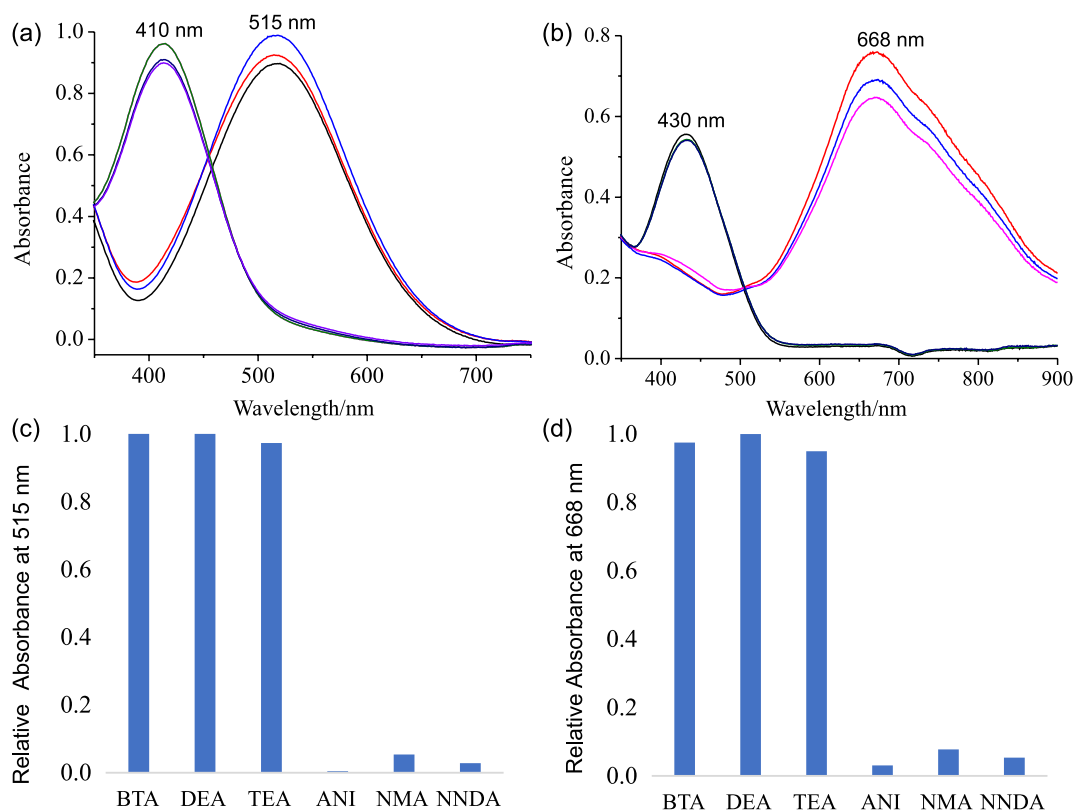 (a)
410 nm
515 nm
1.0
0.8
0.6
0.4
0.2
0.0
Absorbance
400
500
600
700
Wavelength/nm
(b)
668 nm
430 nm
0.8
0.6
0.4
0.2
0.0
Absorbance
400
500
600
700
800
900
Wavelength/nm
(c)
1.0
0.8
0.6
0.4
0.2
0.0
Relative Absorbance at 515 nm
BTA DEA TEA ANI NMA NNDA
(d)
1.0
0.8
0.6
0.4
0.2
0.0
Relative Absorbance at 668 nm
BTA DEA TEA ANI NMA NNDA